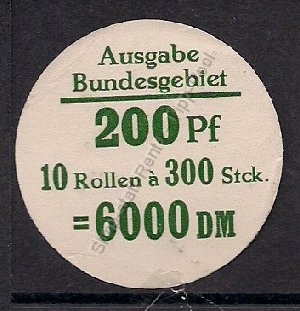 Ausgabe
Bundesgebiet
200 Pf
10 Rollen à 300 Stck.
=6000 DM